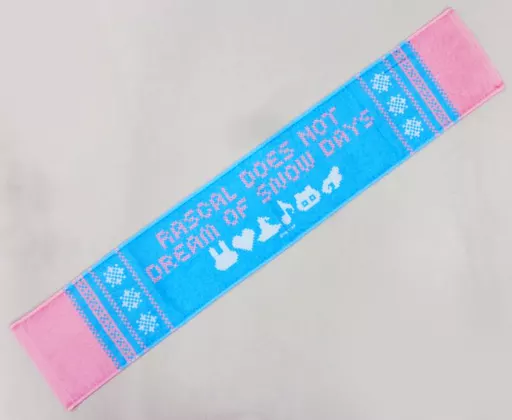 RASCAL DOES NOT
DREAM OF SNOW DAYS